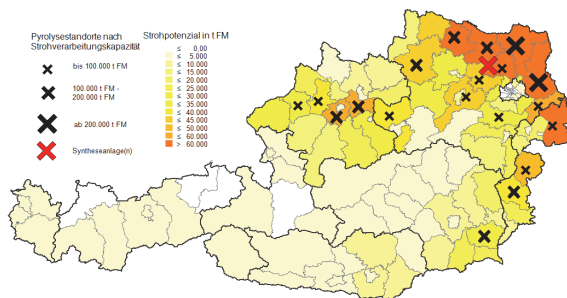 Pyrolysestandorte nach
Strohverarbeitungskapazität
bis 100.000 t FM
100.000 t FM -
200.000 t FM
ab 200.000 t FM
Syntheseanlage(n)
Strohpotenzial in t FM
≤ 0,00
≤ 5.000
≤ 10.000
≤ 15.000
≤ 20.000
≤ 25.000
≤ 30.000
≤ 35.000
≤ 40.000
≤ 45.000
≤ 50.000
≤ 60.000
> 60.000